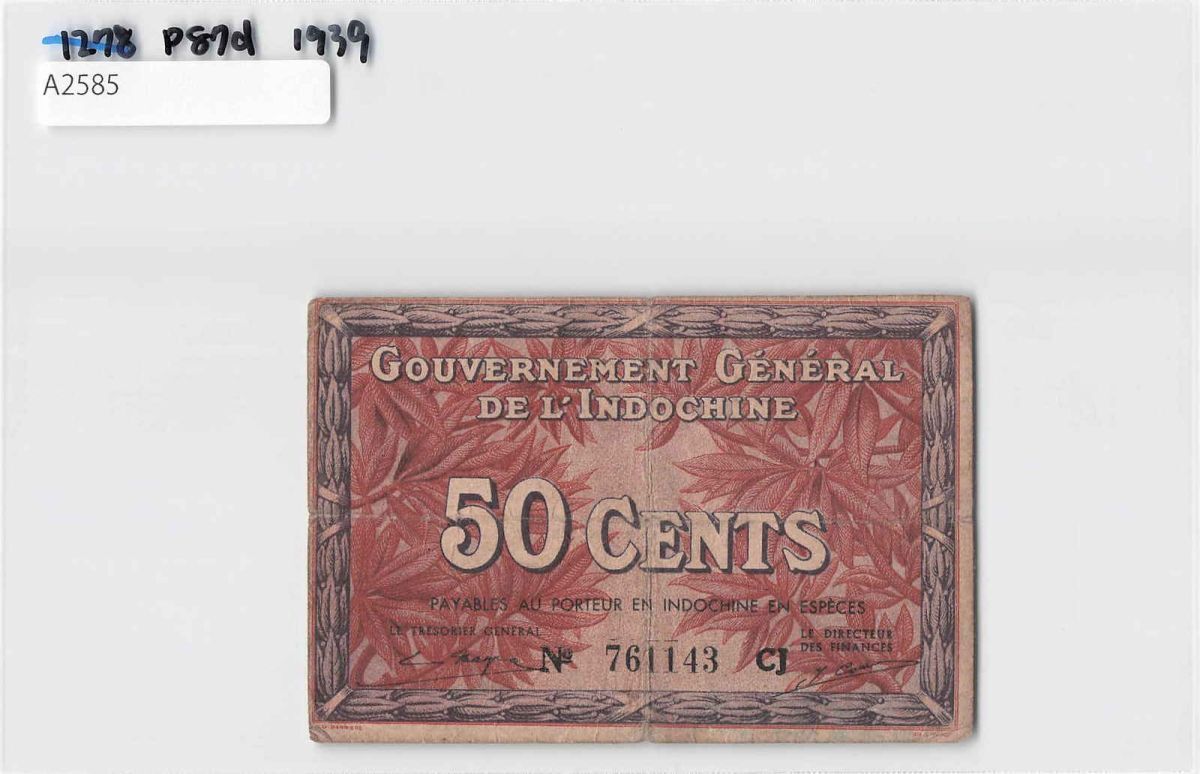 1278 P87d 1939
A2585
GOUVERNEMENT GÉNÉRAL
DE L'INDOCHINE
50 CENTS
PAYABLES AU PORTEUR EN INDOCHINE EN ESPÈCES
LE TRÉSORIER GÉNÉRAL
LE DIRECTEUR
DES FINANCES
Nº 761143 CJ